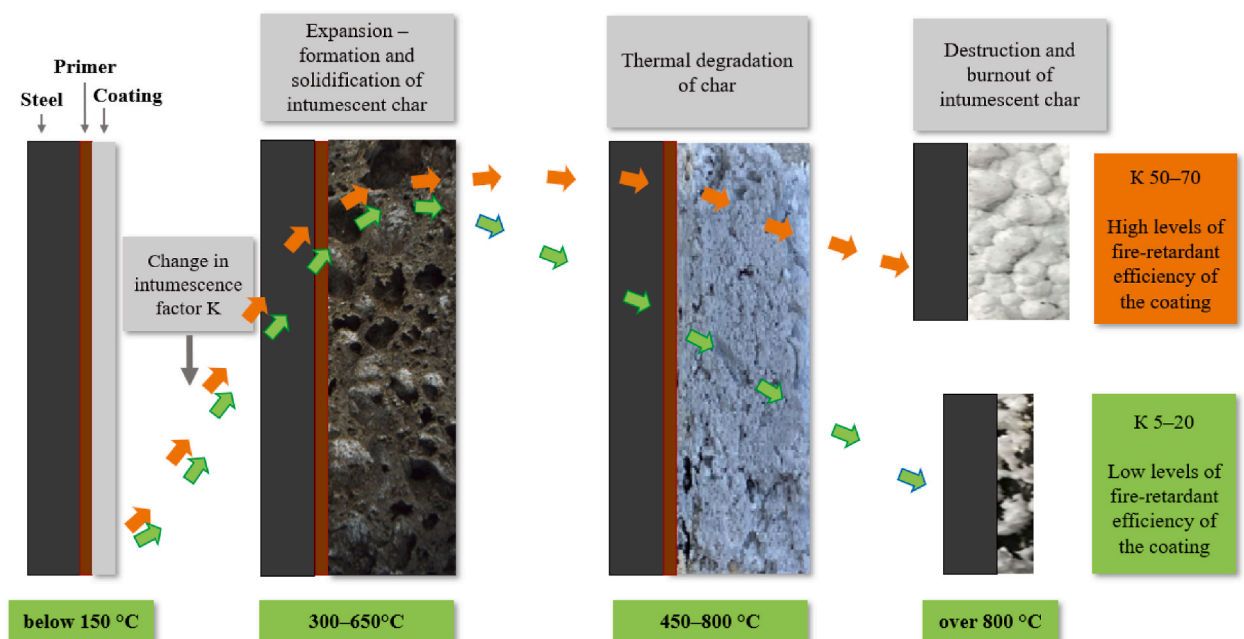 Steel
Primer
Coating
Change in
intumescence
factor K
Expansion –
formation and
solidification of
intumescent char
Thermal degradation
of char
Destruction and
burnout of
intumescent char
K 50–70
High levels of
fire-retardant
efficiency of
the coating
K 5–20
Low levels of
fire-retardant
efficiency of
the coating
below 150 °C
300–650°C
450–800 °C
over 800 °C